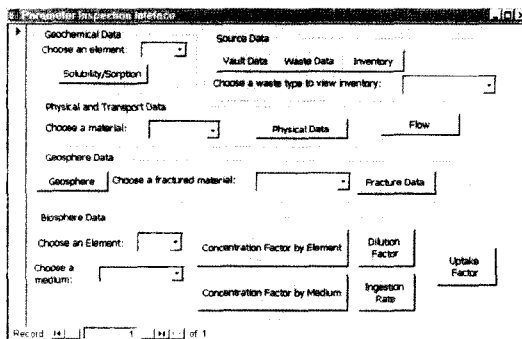 Parameter Inspection Inteface
Geochemical Data
Choose an element:
Solubility/Sorption
Source Data
Vault Data Waste Data Inventory
Choose a waste type to view inventory:
Physical and Transport Data
Choose a material: Physical Data Flow
Geosphere Data
Geosphere Choose a fractured material: Fracture Data
Biosphere Data
Choose an Element: Concentration Factor by Element Dilution Factor
Choose a medium: Concentration Factor by Medium Ingestion Rate
Uptake Factor
Record 1 of 1